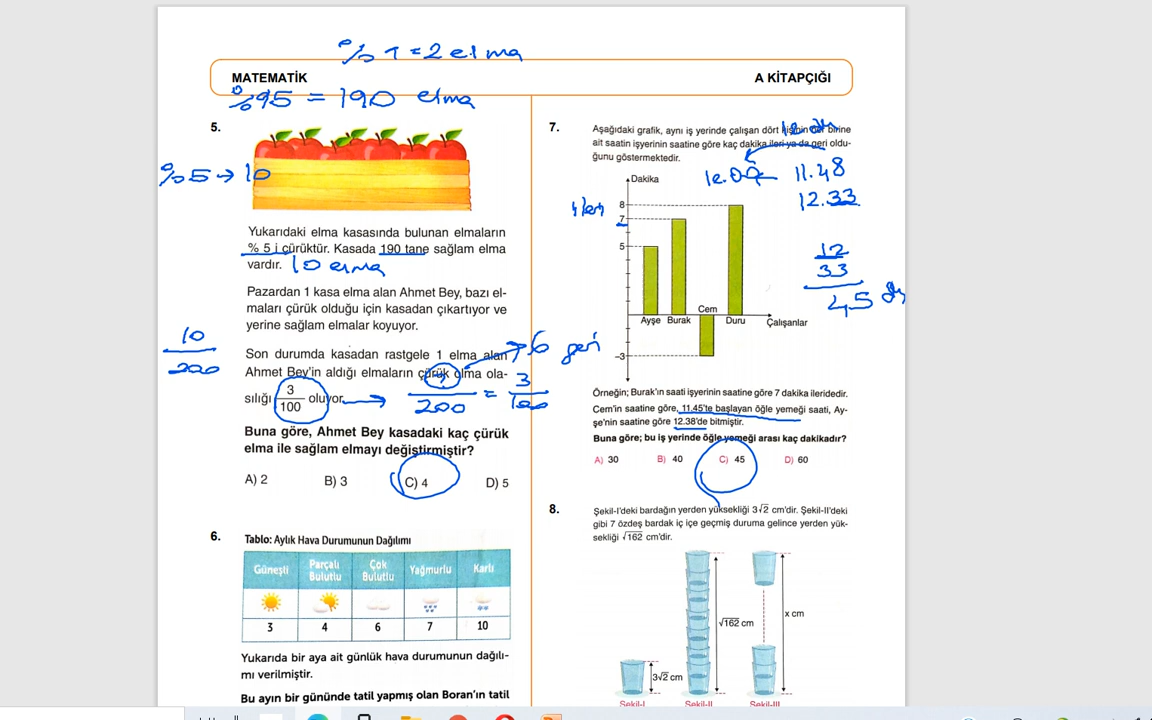 % 1 = 2 elma
MATEMATİK
A KİTAPÇIĞI
%95 = 190 elma
5.
%5 → 10
Yukarıdaki elma kasasında bulunan elmaların
% 5 i çürüktür. Kasada 190 tane sağlam elma
vardır. 10 elma
Pazardan 1 kasa elma alan Ahmet Bey, bazı el-
maları çürük olduğu için kasadan çıkartıyor ve
yerine sağlam elmalar koyuyor.
10
200
Son durumda kasadan rastgele 1 elma alan
Ahmet Bey'in aldığı elmaların çürük olma ola-
sılığı 3/100 oluyor.
6 geri
200 = 3/100
Buna göre, Ahmet Bey kasadaki kaç çürük
elma ile sağlam elmayı değiştirmiştir?
A) 2 B) 3 C) 4 D) 5
6.
Tablo: Aylık Hava Durumunun Dağılımı
Güneşli Parçalı Bulutlu Çok Bulutlu Yağmurlu Karlı
3 4 6 7 10
Yukarıda bir aya ait günlük hava durumunun dağılı-
mı verilmiştir.
Bu ayın bir gününde tatil yapmış olan Boran'ın tatil
7.
Aşağıdaki grafik, aynı iş yerinde çalışan dört kişinin her birine
ait saatin işyerinin saatine göre kaç dakika ileri ya da geri oldu-
ğunu göstermektedir.
11.48
12.33
Dakika
ileri
8
7
5
-3
Ayşe Burak Cem Duru Çalışanlar
12
33
45 dk
Örneğin; Burak'ın saati işyerinin saatine göre 7 dakika ileridedir.
Cem'in saatine göre, 11.45'te başlayan öğle yemeği saati, Ay-
şe'nin saatine göre 12.38'de bitmiştir.
Buna göre; bu iş yerinde öğle yemeği arası kaç dakikadır?
A) 30 B) 40 C) 45 D) 60
8.
Şekil-I'deki bardağın yerden yüksekliği 3√2 cm'dir. Şekil-II'deki
gibi 7 özdeş bardak iç içe geçmiş duruma gelince yerden yük-
sekliği √162 cm'dir.
3√2 cm
√162 cm
x cm
Şekil-I Şekil-II Şekil-III